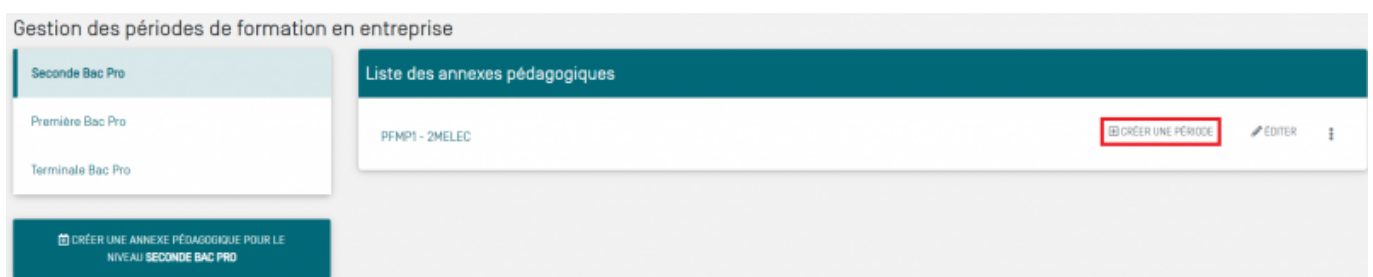 Gestion des périodes de formation en entreprise
Seconde Bac Pro
Première Bac Pro
Terminale Bac Pro
CRÉER UNE ANNEXE PÉDAGOGIQUE POUR LE
NIVEAU SECONDE BAC PRO
Liste des annexes pédagogiques
PFMP1 - 2MELEC
CRÉER UNE PÉRIODE
ÉDITER